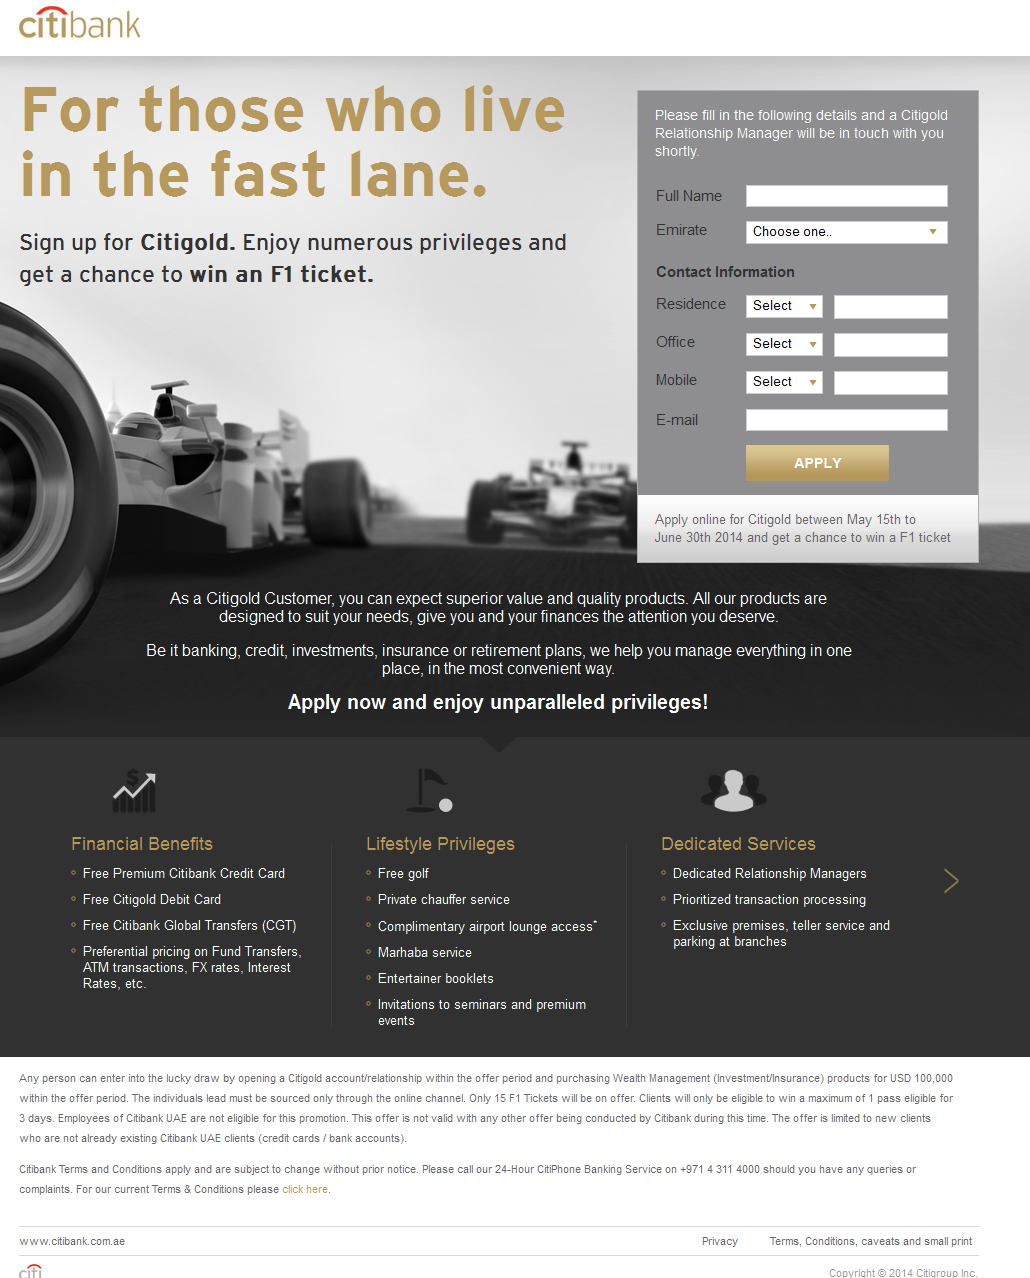 citibank
For those who live
in the fast lane.
Sign up for Citigold. Enjoy numerous privileges and
get a chance to win an F1 ticket.
Please fill in the following details and a Citigold
Relationship Manager will be in touch with you
shortly.
Full Name
Emirate Choose one..
Contact Information
Residence Select
Office Select
Mobile Select
E-mail
APPLY
Apply online for Citigold between May 15th to
June 30th 2014 and get a chance to win a F1 ticket
As a Citigold Customer, you can expect superior value and quality products. All our products are
designed to suit your needs, give you and your finances the attention you deserve.
Be it banking, credit, investments, insurance or retirement plans, we help you manage everything in one
place, in the most convenient way.
Apply now and enjoy unparalleled privileges!
Financial Benefits
Free Premium Citibank Credit Card
Free Citigold Debit Card
Free Citibank Global Transfers (CGT)
Preferential pricing on Fund Transfers,
ATM transactions, FX rates, Interest
Rates, etc.
Lifestyle Privileges
Free golf
Private chauffer service
Complimentary airport lounge access*
Marhaba service
Entertainer booklets
Invitations to seminars and premium
events
Dedicated Services
Dedicated Relationship Managers
Prioritized transaction processing
Exclusive premises, teller service and
parking at branches
Any person can enter into the lucky draw by opening a Citigold account/relationship within the offer period and purchasing Wealth Management (Investment/Insurance) products for USD 100,000
within the offer period. The individuals lead must be sourced only through the online channel. Only 15 F1 Tickets will be on offer. Clients will only be eligible to win a maximum of 1 pass eligible for
3 days. Employees of Citibank UAE are not eligible for this promotion. This offer is not valid with any other offer being conducted by Citibank during this time. The offer is limited to new clients
who are not already existing Citibank UAE clients (credit cards / bank accounts).
Citibank Terms and Conditions apply and are subject to change without prior notice. Please call our 24-Hour CitiPhone Banking Service on +971 4 311 4000 should you have any queries or
complaints. For our current Terms & Conditions please click here.
www.citibank.com.ae Privacy Terms, Conditions, caveats and small print
citi Copyright © 2014 Citigroup Inc.